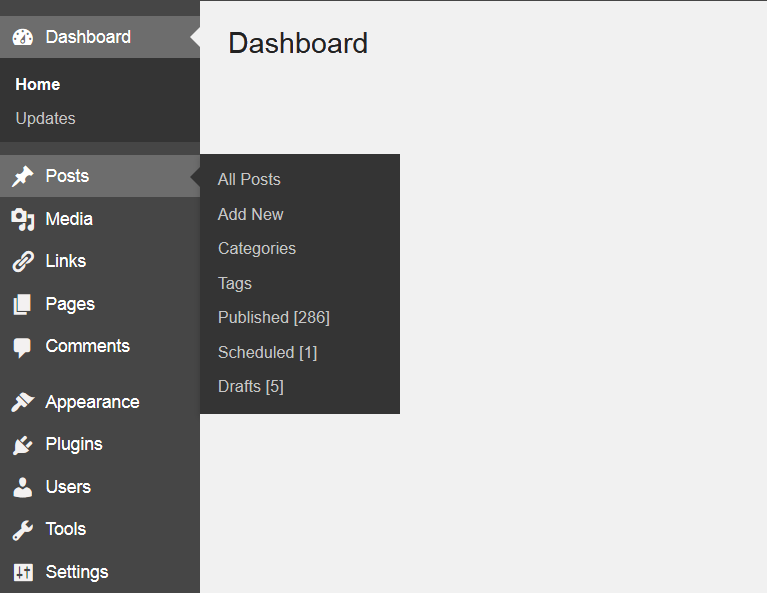 Dashboard
Home
Updates
Posts
Media
Links
Pages
Comments
Appearance
Plugins
Users
Tools
Settings
Dashboard
All Posts
Add New
Categories
Tags
Published [286]
Scheduled [1]
Drafts [5]